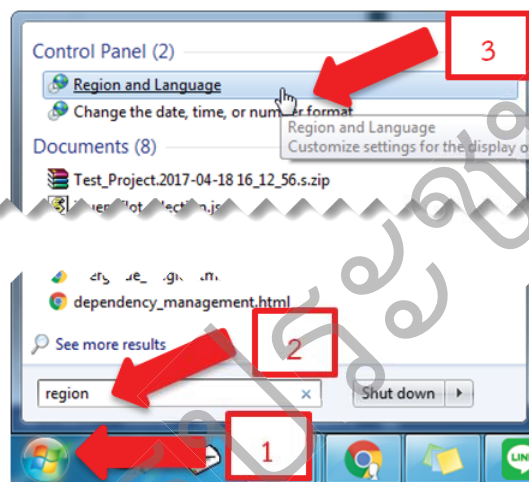 Control Panel (2)
3
Region and Language
Change the date, time, or number format
Region and Language
Customize settings for the display o
Documents (8)
Test_Project.2017-04-18 16_12_56.s.zip
dependency_management.html
See more results
2
region
Shut down
1
LIN